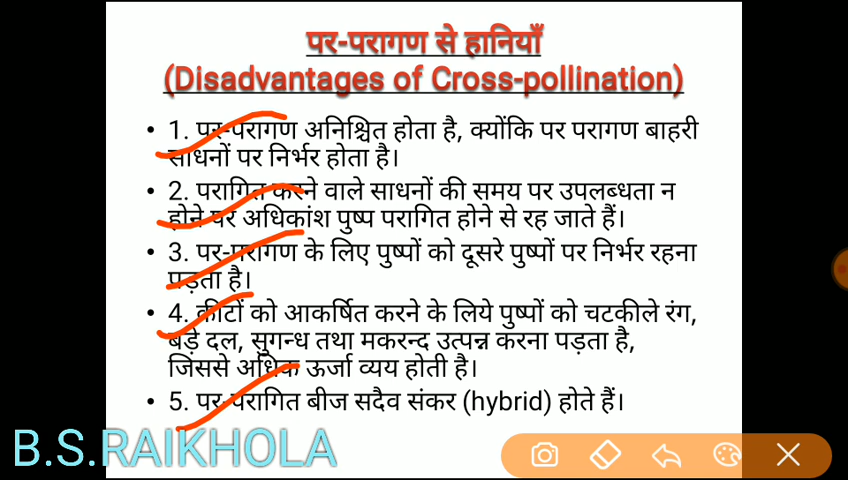 पर-परागण से हानियाँ
(Disadvantages of Cross-pollination)
• 1. पर-परागण अनिश्चित होता है, क्योंकि पर परागण बाहरी
साधनों पर निर्भर होता है।
• 2. परागित करने वाले साधनों की समय पर उपलब्धता न
होने पर अधिकांश पुष्प परागित होने से रह जाते हैं।
• 3. पर-परागण के लिए पुष्पों को दूसरे पुष्पों पर निर्भर रहना
पड़ता है।
• 4. कीटों को आकर्षित करने के लिये पुष्पों को चटकीले रंग,
बड़े दल, सुगन्ध तथा मकरन्द उत्पन्न करना पड़ता है,
जिससे अधिक ऊर्जा व्यय होती है।
• 5. पर-परागित बीज सदैव संकर (hybrid) होते हैं।
B.S.RAIKHOLA